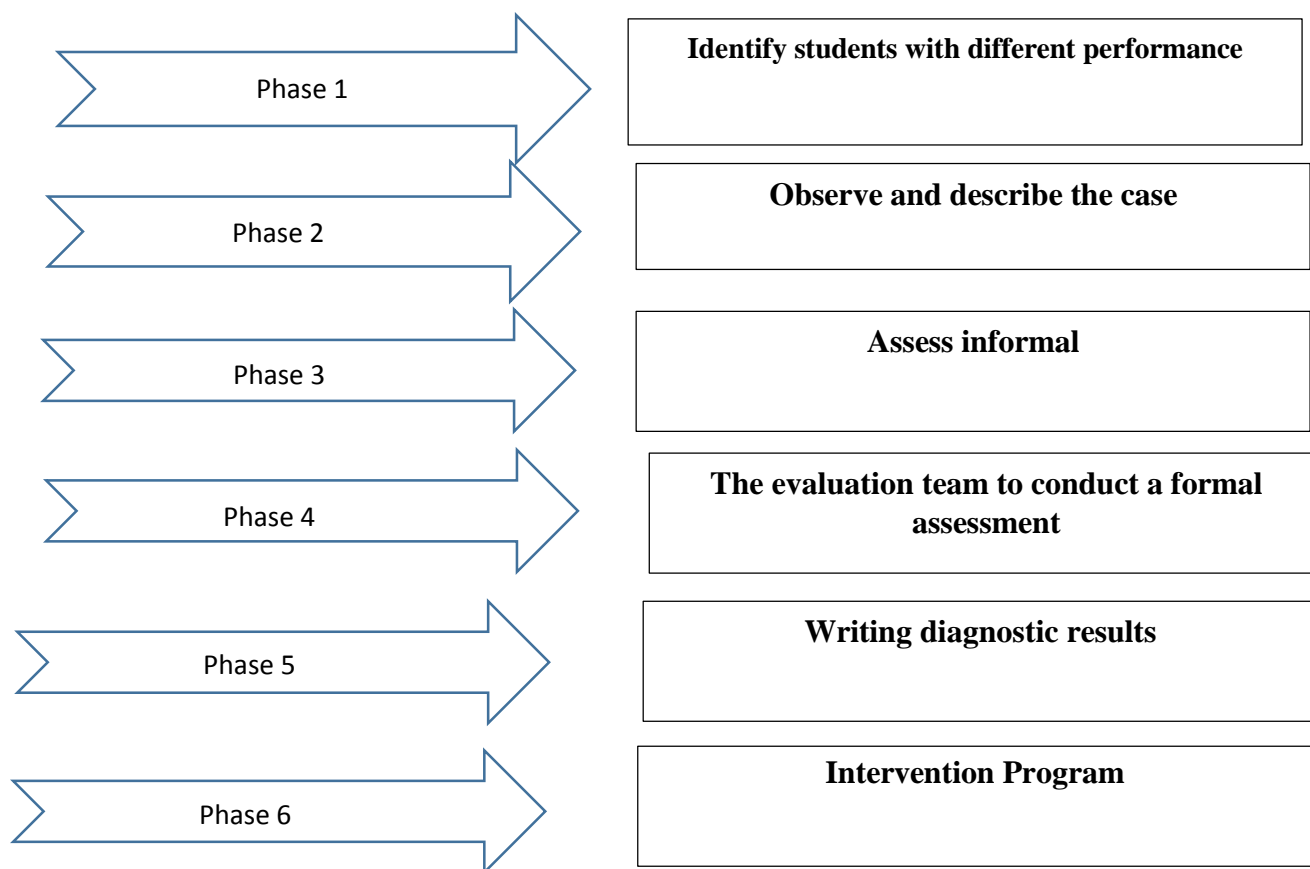 Phase 1
Identify students with different performance
Phase 2
Observe and describe the case
Phase 3
Assess informal
Phase 4
The evaluation team to conduct a formal
assessment
Phase 5
Writing diagnostic results
Phase 6
Intervention Program